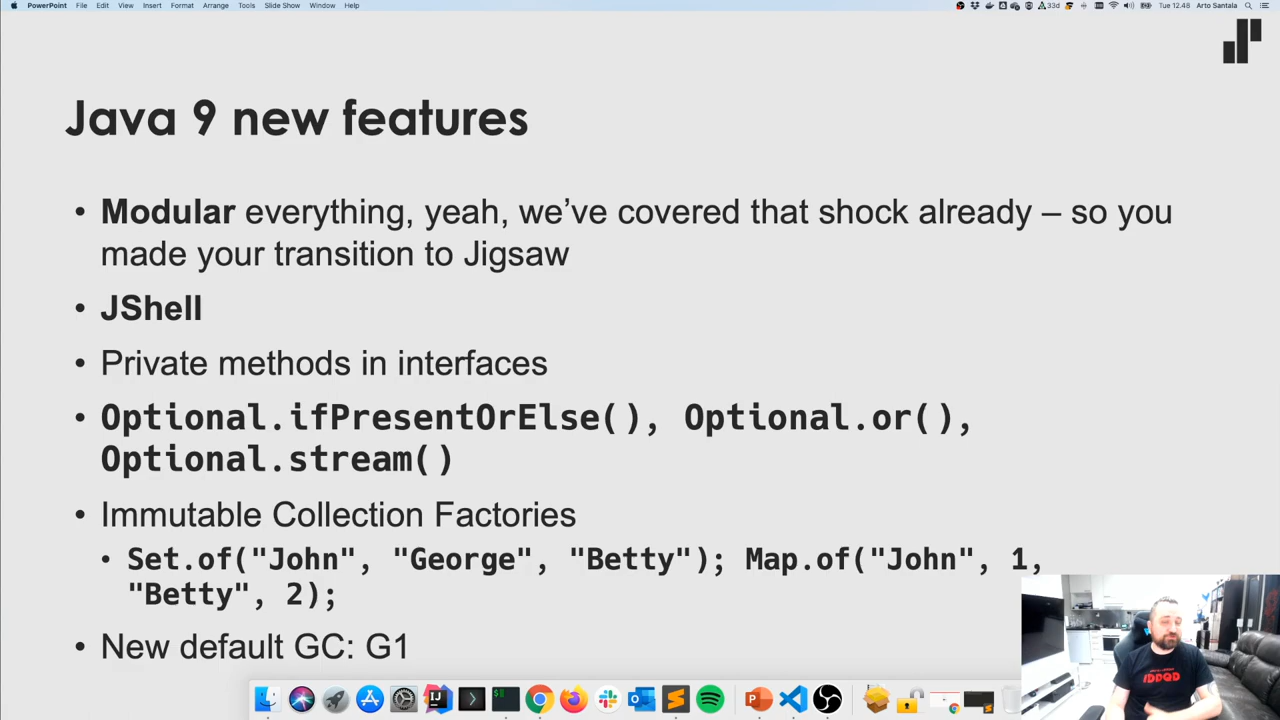 PowerPoint File Edit View Insert Format Arrange Tools Slide Show Window Help 33d Tue 12.48 Arto Santala
Java 9 new features
• Modular everything, yeah, we’ve covered that shock already – so you
made your transition to Jigsaw
• JShell
• Private methods in interfaces
• Optional.ifPresentOrElse(), Optional.or(),
Optional.stream()
• Immutable Collection Factories
• Set.of("John", "George", "Betty"); Map.of("John", 1,
"Betty", 2);
• New default GC: G1
IDDQD